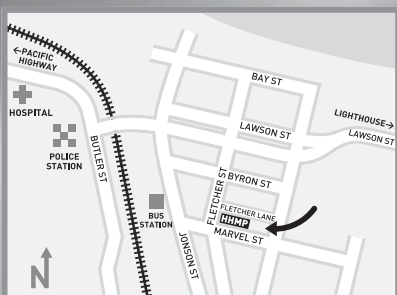 ←PACIFIC
HIGHWAY
HOSPITAL
POLICE
STATION
BUTLER ST
BUS
STATION
JONSON ST
BAY ST
LAWSON ST
LIGHTHOUSE→
LAWSON ST
BYRON ST
FLETCHER ST
FLETCHER LANE
HHMP
MARVEL ST
N